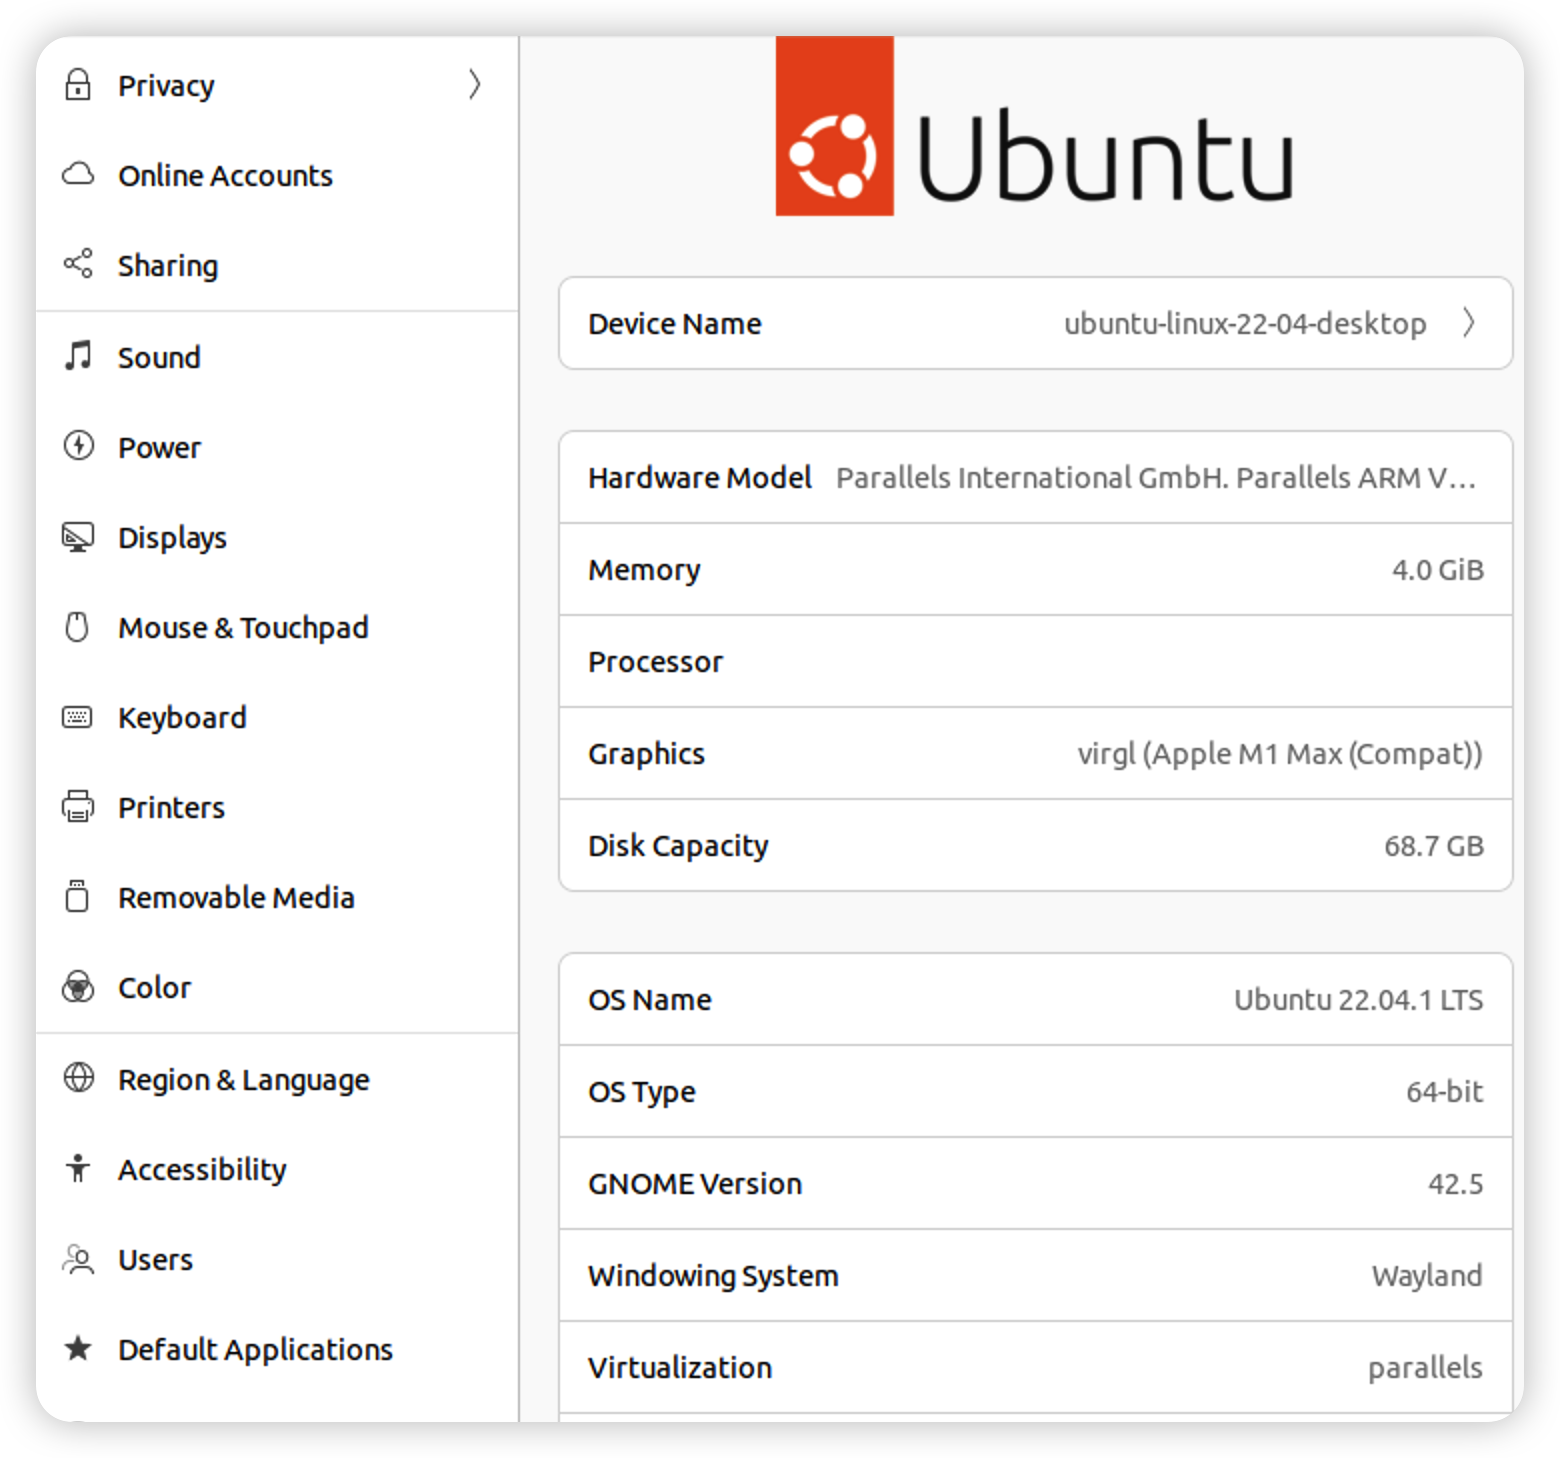 Privacy
Online Accounts
Sharing
Sound
Power
Displays
Mouse & Touchpad
Keyboard
Printers
Removable Media
Color
Region & Language
Accessibility
Users
Default Applications
Ubuntu
Device Name ubuntu-linux-22-04-desktop
Hardware Model Parallels International GmbH. Parallels ARM V…
Memory 4.0 GiB
Processor
Graphics virgl (Apple M1 Max (Compat))
Disk Capacity 68.7 GB
OS Name Ubuntu 22.04.1 LTS
OS Type 64-bit
GNOME Version 42.5
Windowing System Wayland
Virtualization parallels